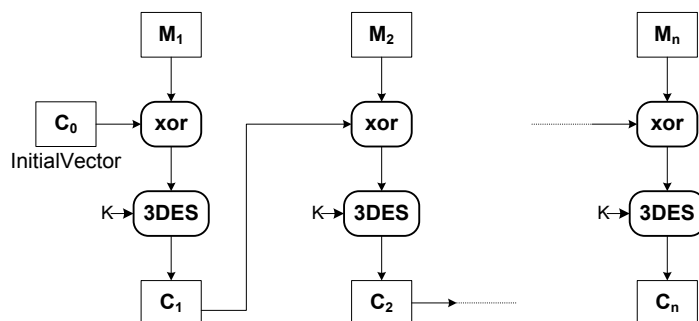 M₁ M₂ Mₙ
C₀ xor xor xor
InitialVector
K 3DES K 3DES K 3DES
C₁ C₂ Cₙ